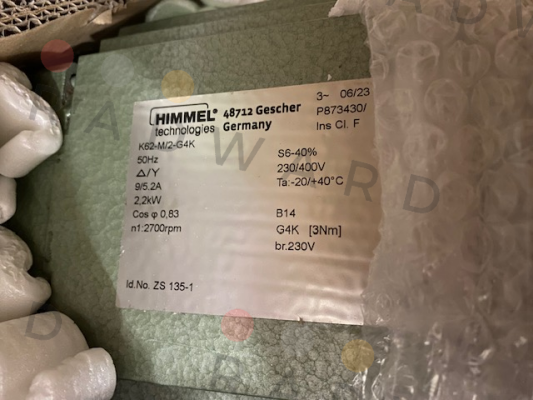 HIMMEL®
technologies
48712 Gescher
Germany
3~ 06/23
P873430/
Ins Cl. F
K62-M/2-G4K
50Hz
Δ/Y
9/5.2A
2,2kW
Cos φ 0,83
n1:2700rpm
S6-40%
230/400V
Ta:-20/+40°C
B14
G4K [3Nm]
br.230V
Id.No. ZS 135-1